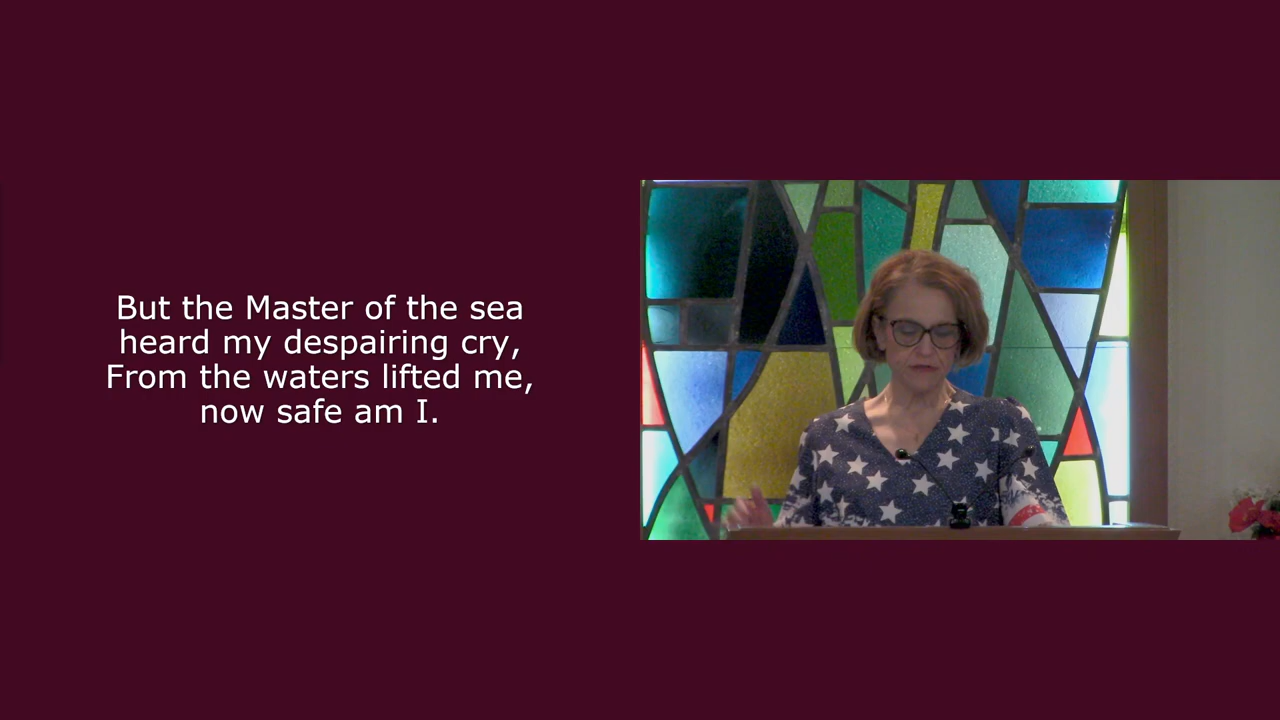 But the Master of the sea
heard my despairing cry,
From the waters lifted me,
now safe am I.